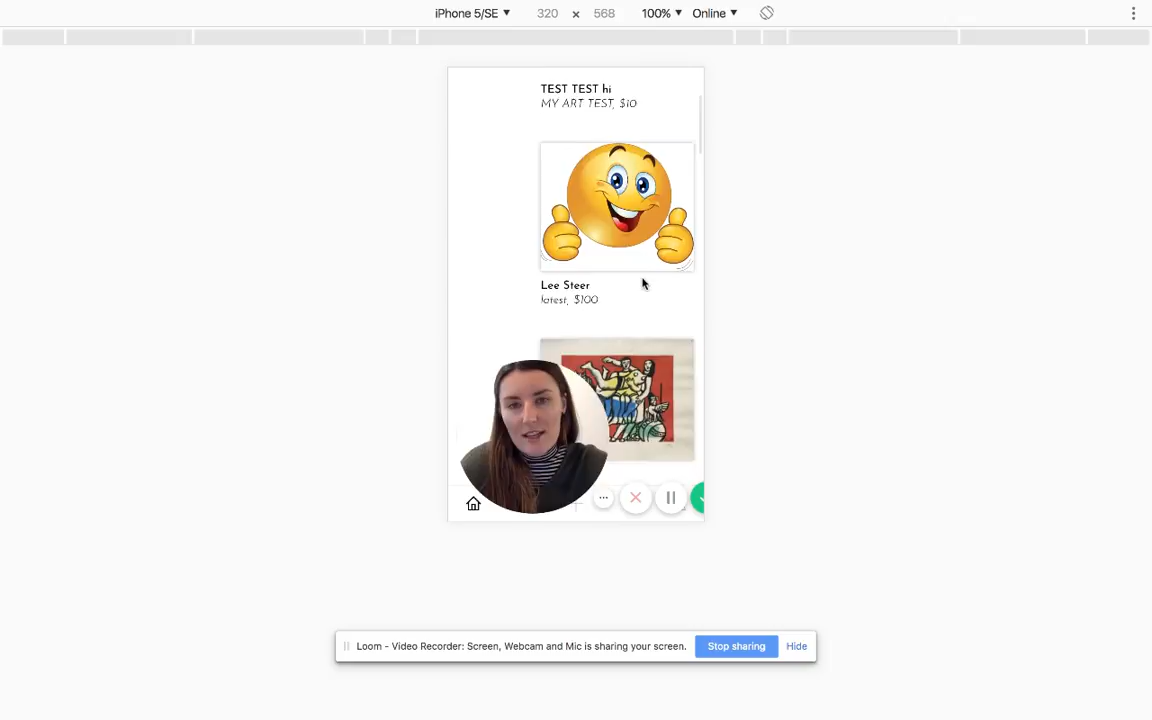 iPhone 5/SE ▼ 320 × 568 100% ▼ Online ▼
TEST TEST hi
MY ART TEST, $10
Lee Steer
latest, $100
Loom - Video Recorder: Screen, Webcam and Mic is sharing your screen. Stop sharing Hide